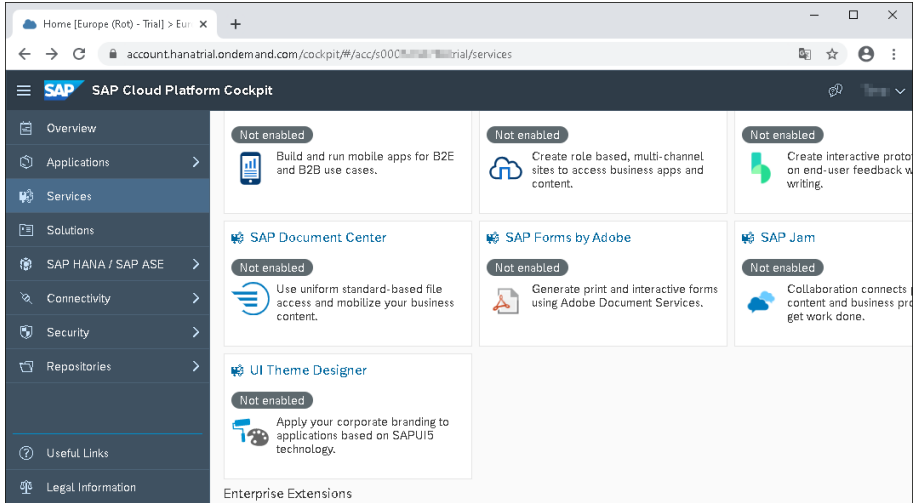 Home [Europe (Rot) - Trial] > Euro
account.hanatrial.ondemand.com/cockpit/#/acc/s000 trial/services
SAP SAP Cloud Platform Cockpit
Overview
Applications
Services
Solutions
SAP HANA / SAP ASE
Connectivity
Security
Repositories
Useful Links
Legal Information
Not enabled
Build and run mobile apps for B2E
and B2B use cases.
Not enabled
Create role based, multi-channel
sites to access business apps and
content.
Not enabled
Create interactive proto
on end-user feedback w
writing.
SAP Document Center
Not enabled
Use uniform standard-based file
access and mobilize your business
content.
SAP Forms by Adobe
Not enabled
Generate print and interactive forms
using Adobe Document Services.
SAP Jam
Not enabled
Collaboration connects
content and business pro
get work done.
UI Theme Designer
Not enabled
Apply your corporate branding to
applications based on SAPUI5
technology.
Enterprise Extensions